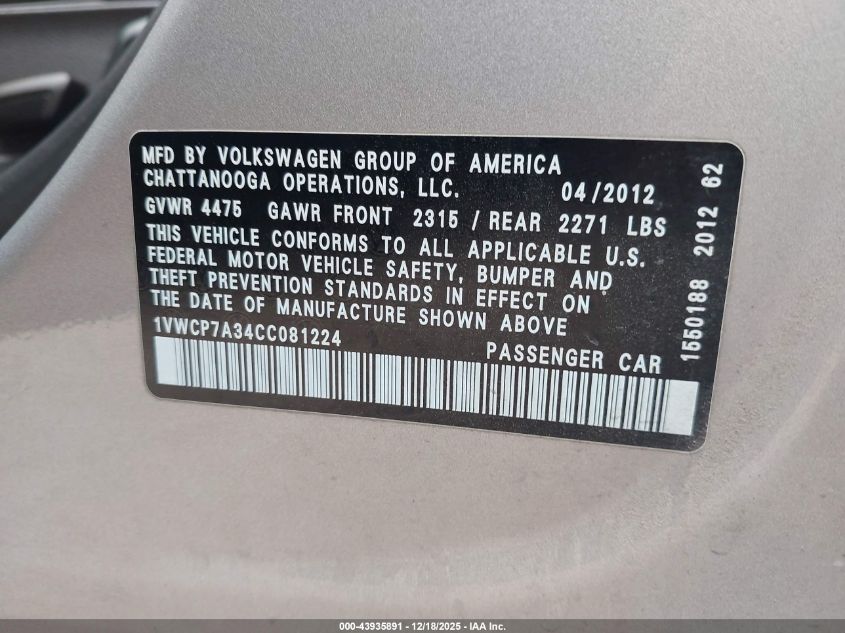 MFD BY VOLKSWAGEN GROUP OF AMERICA
CHATTANOOGA OPERATIONS, LLC. 04/2012
GVWR 4475 GAWR FRONT 2315 / REAR 2271 LBS
THIS VEHICLE CONFORMS TO ALL APPLICABLE U.S.
FEDERAL MOTOR VEHICLE SAFETY, BUMPER AND
THEFT PREVENTION STANDARDS IN EFFECT ON
THE DATE OF MANUFACTURE SHOWN ABOVE
1VWCP7A34CC081224
PASSENGER CAR
1550188 2012 62
000-43935891 - 12/18/2025 - IAA Inc.